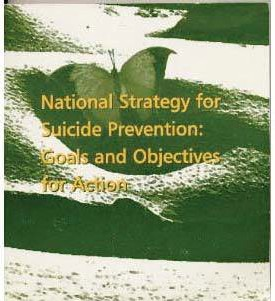 National Strategy for
Suicide Prevention:
Goals and Objectives
for Action